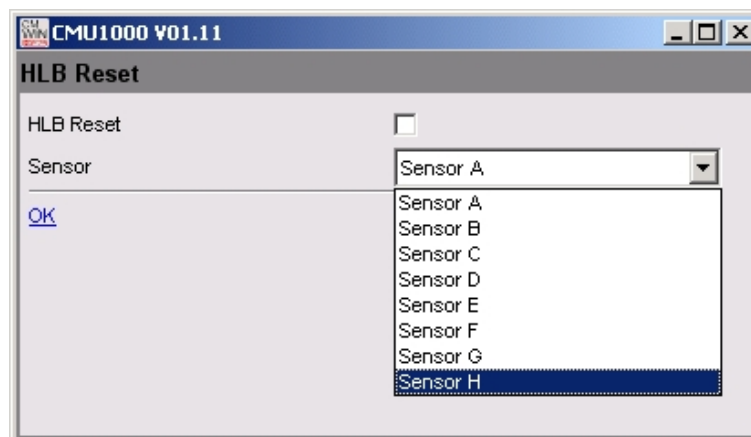 CMU1000 V01.11
HLB Reset
HLB Reset
Sensor
Sensor A
Sensor A
Sensor B
Sensor C
Sensor D
Sensor E
Sensor F
Sensor G
Sensor H
OK